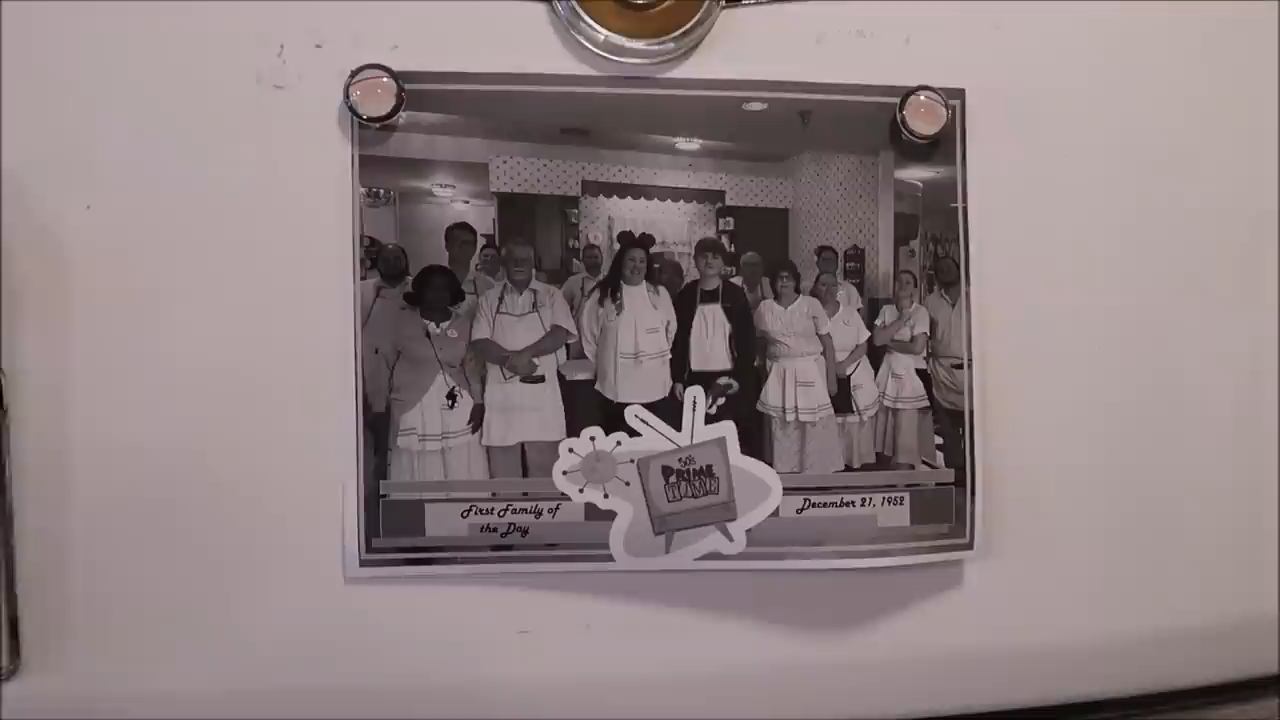 50's
PRIME
TIME
First Family of
the Day
December 21, 1952